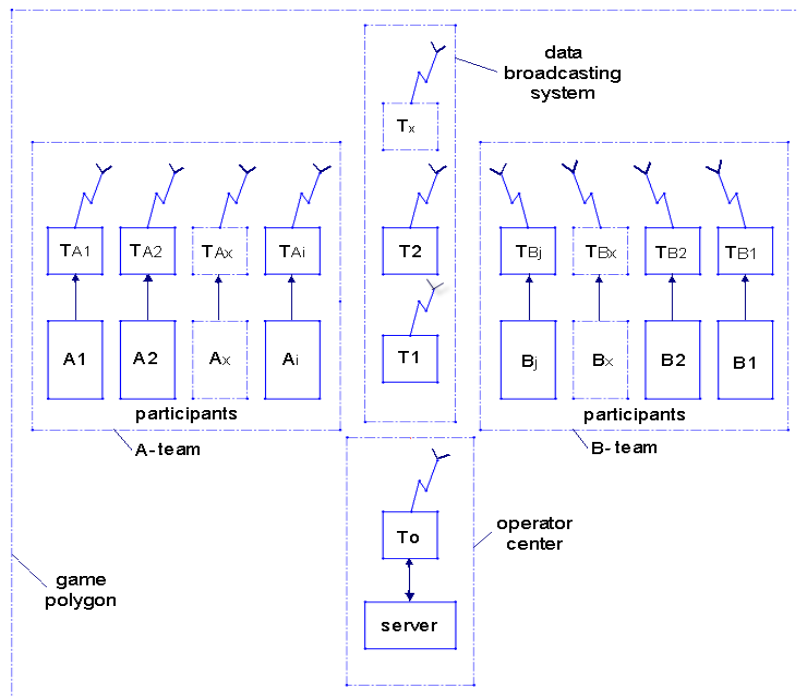 data
broadcasting
system
Tx
TA1 TA2 TAx TAi
T2
TBj TBx TB2 TB1
A1 A2 Ax Ai
T1
Bj Bx B2 B1
participants
participants
A-team
B-team
To
operator
center
game
polygon
server